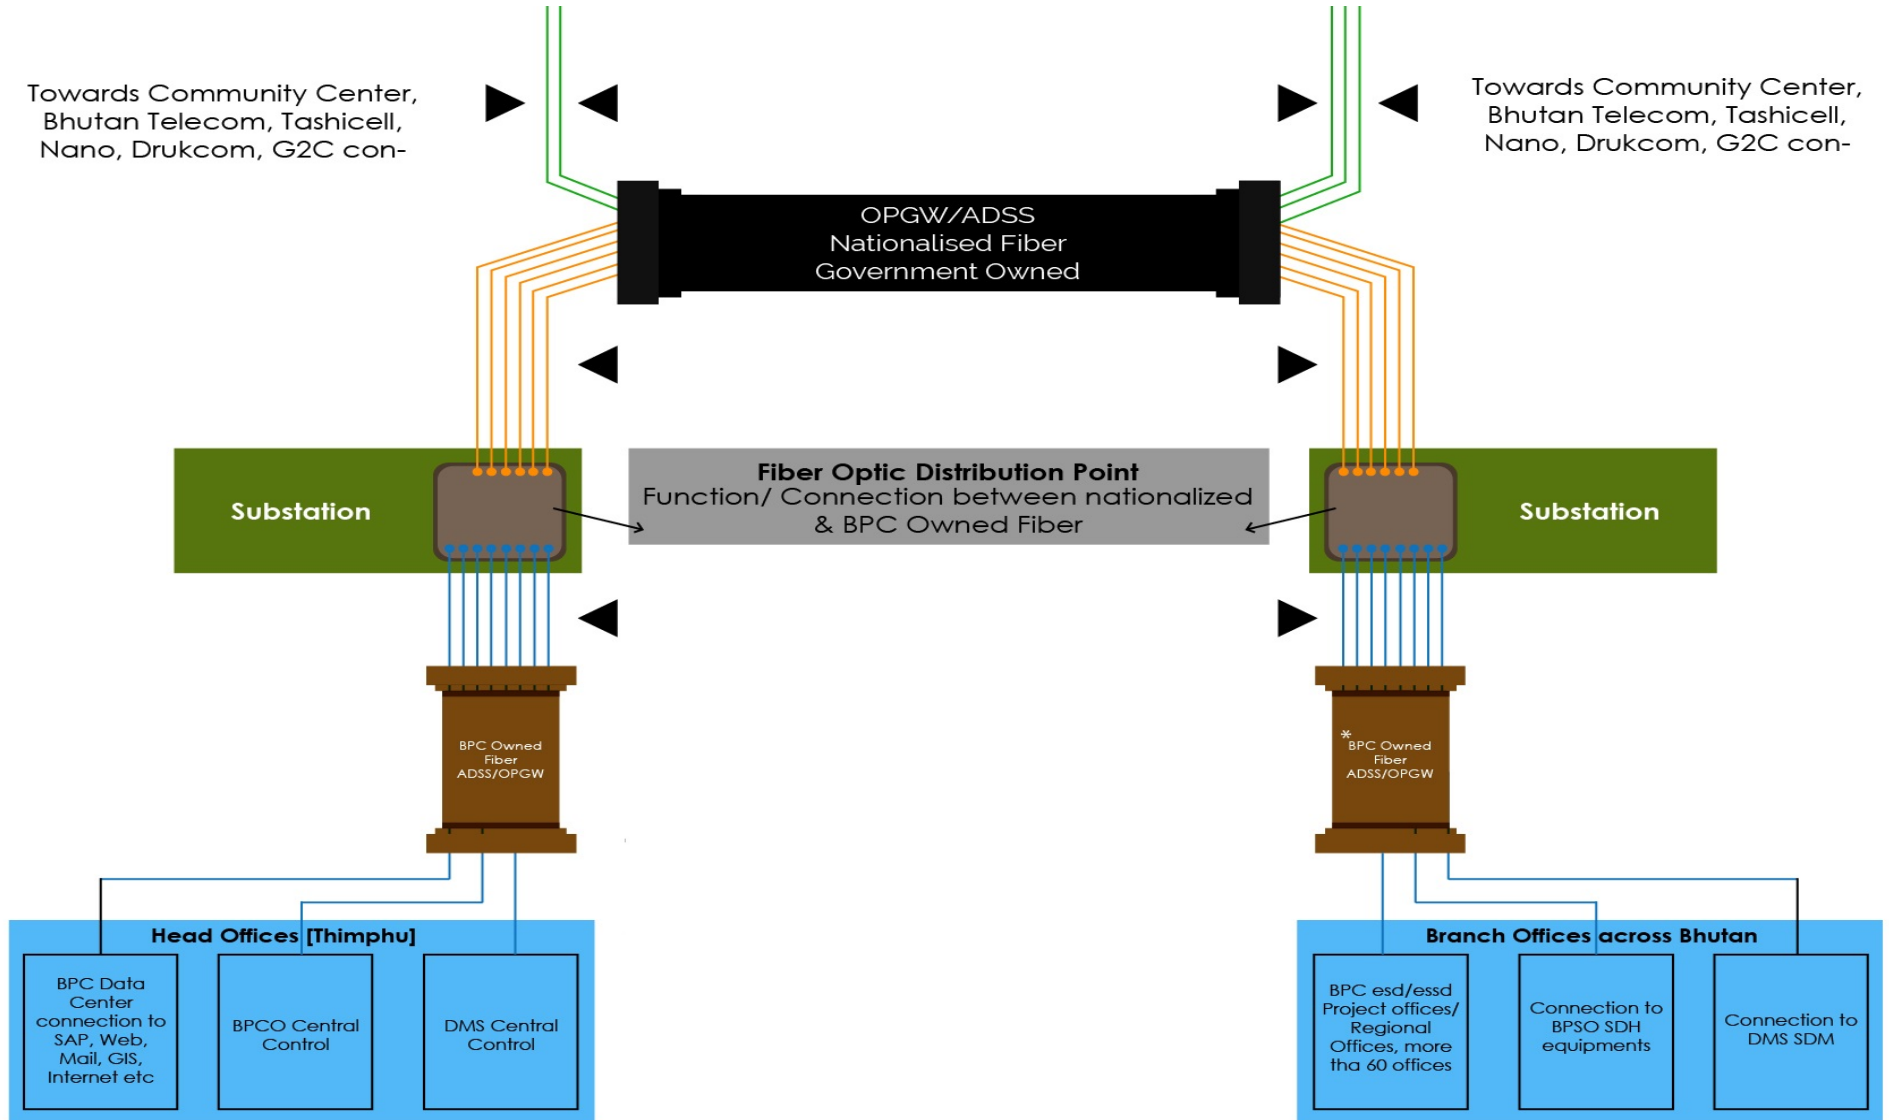 Towards Community Center,
Bhutan Telecom, Tashicell,
Nano, Drukcom, G2C con-
Towards Community Center,
Bhutan Telecom, Tashicell,
Nano, Drukcom, G2C con-
OPGW/ADSS
Nationalised Fiber
Government Owned
Substation
Fiber Optic Distribution Point
Function/ Connection between nationalized
& BPC Owned Fiber
Substation
BPC Owned
Fiber
ADSS/OPGW
*
BPC Owned
Fiber
ADSS/OPGW
Head Offices [Thimphu]
BPC Data
Center
connection to
SAP, Web,
Mail, GIS,
Internet etc
BPCO Central
Control
DMS Central
Control
Branch Offices across Bhutan
BPC esd/essd
Project offices/
Regional
Offices, more
tha 60 offices
Connection to
BPSO SDH
equipments
Connection to
DMS SDM